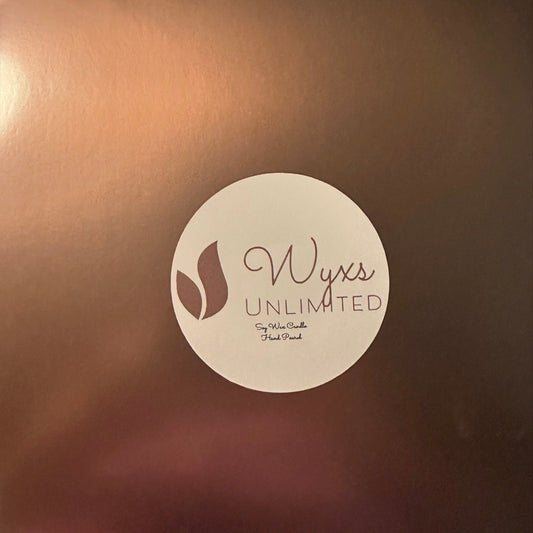 Wyxs
UNLIMITED
Soy Wax Candle
Hand Poured